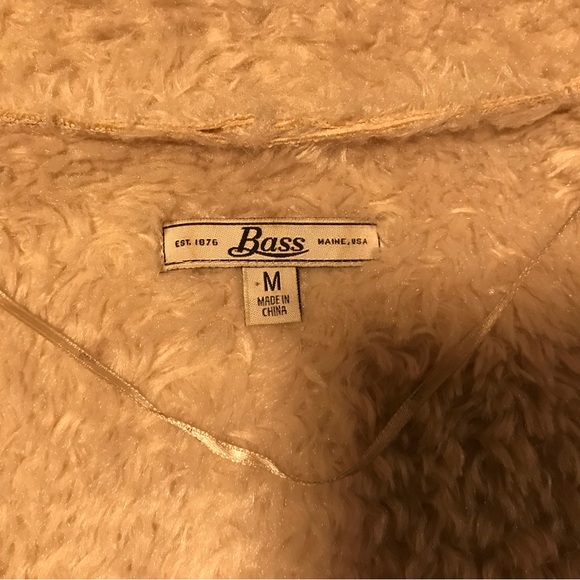 EST. 1876 Bass MAINE, USA
M
MADE IN
CHINA